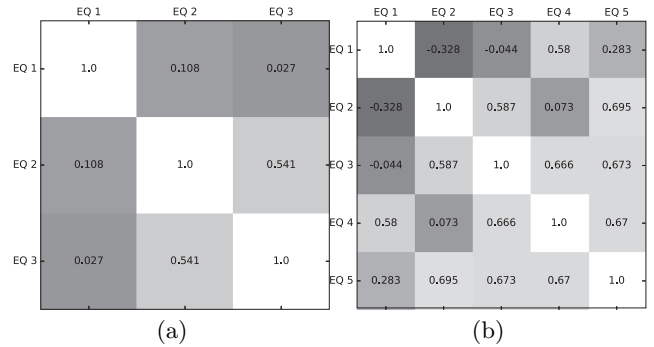 EQ 1 EQ 2 EQ 3
EQ 1 1.0 0.108 0.027
EQ 2 0.108 1.0 0.541
EQ 3 0.027 0.541 1.0
(a)
EQ 1 EQ 2 EQ 3 EQ 4 EQ 5
EQ 1 1.0 -0.328 -0.044 0.58 0.283
EQ 2 -0.328 1.0 0.587 0.073 0.695
EQ 3 -0.044 0.587 1.0 0.666 0.673
EQ 4 0.58 0.073 0.666 1.0 0.67
EQ 5 0.283 0.695 0.673 0.67 1.0
(b)